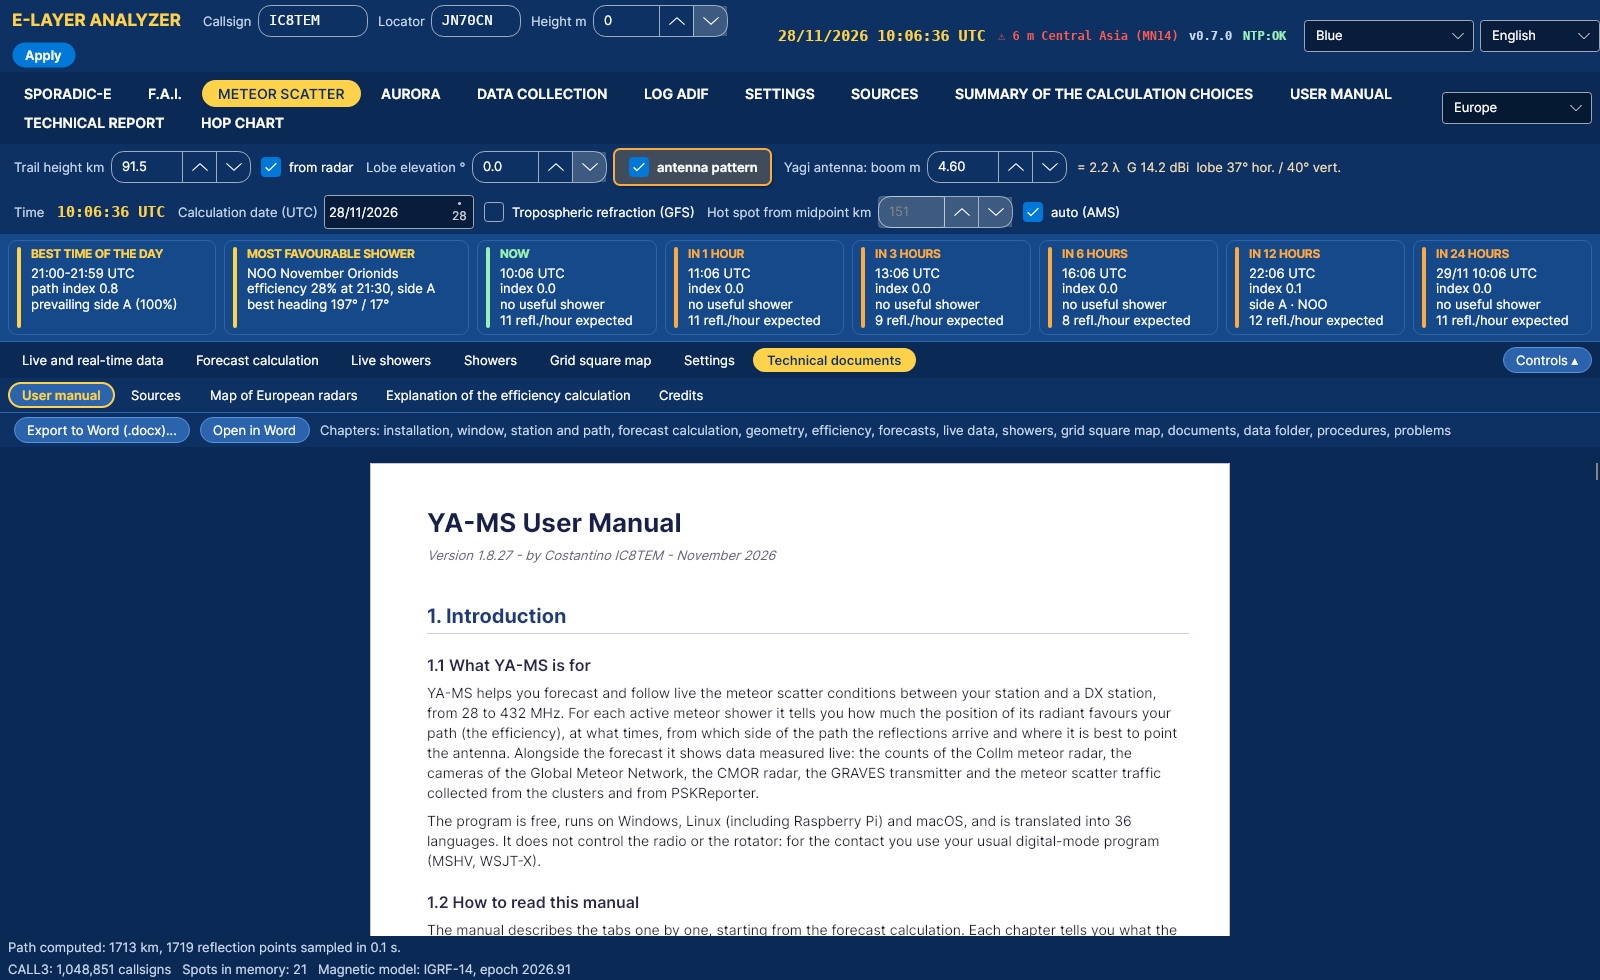 E-LAYER ANALYZER Callsign IC8TEM Locator JN70CN Height m 0
28/11/2026 10:06:36 UTC ⚠ 6 m Central Asia (MN14) v0.7.0 NTP:OK Blue English
Apply
SPORADIC-E F.A.I. METEOR SCATTER AURORA DATA COLLECTION LOG ADIF SETTINGS SOURCES SUMMARY OF THE CALCULATION CHOICES USER MANUAL
TECHNICAL REPORT HOP CHART
Europe
Trail height km 91.5 from radar Lobe elevation ° 0.0 antenna pattern Yagi antenna: boom m 4.60 = 2.2 λ G 14.2 dBi lobe 37° hor. / 40° vert.
Time 10:06:36 UTC Calculation date (UTC) 28/11/2026 28 Tropospheric refraction (GFS) Hot spot from midpoint km 151 auto (AMS)
BEST TIME OF THE DAY
21:00-21:59 UTC
path index 0.8
prevailing side A (100%)
MOST FAVOURABLE SHOWER
NOO November Orionids
efficiency 28% at 21:30, side A
best heading 197° / 17°
NOW
10:06 UTC
index 0.0
no useful shower
11 refl./hour expected
IN 1 HOUR
11:06 UTC
index 0.0
no useful shower
11 refl./hour expected
IN 3 HOURS
13:06 UTC
index 0.0
no useful shower
9 refl./hour expected
IN 6 HOURS
16:06 UTC
index 0.0
no useful shower
8 refl./hour expected
IN 12 HOURS
22:06 UTC
index 0.1
side A · NOO
12 refl./hour expected
IN 24 HOURS
29/11 10:06 UTC
index 0.0
no useful shower
11 refl./hour expected
Live and real-time data Forecast calculation Live showers Showers Grid square map Settings Technical documents Controls ▴
User manual Sources Map of European radars Explanation of the efficiency calculation Credits
Export to Word (.docx)... Open in Word Chapters: installation, window, station and path, forecast calculation, geometry, efficiency, forecasts, live data, showers, grid square map, documents, data folder, procedures, problems
YA-MS User Manual
Version 1.8.27 - by Costantino IC8TEM - November 2026
1. Introduction
1.1 What YA-MS is for
YA-MS helps you forecast and follow live the meteor scatter conditions between your station and a DX station,
from 28 to 432 MHz. For each active meteor shower it tells you how much the position of its radiant favours your
path (the efficiency), at what times, from which side of the path the reflections arrive and where it is best to point
the antenna. Alongside the forecast it shows data measured live: the counts of the Collm meteor radar, the
cameras of the Global Meteor Network, the CMOR radar, the GRAVES transmitter and the meteor scatter traffic
collected from the clusters and from PSKReporter.
The program is free, runs on Windows, Linux (including Raspberry Pi) and macOS, and is translated into 36
languages. It does not control the radio or the rotator: for the contact you use your usual digital-mode program
(MSHV, WSJT-X).
1.2 How to read this manual
The manual describes the tabs one by one, starting from the forecast calculation. Each chapter tells you what the
Path computed: 1713 km, 1719 reflection points sampled in 0.1 s.
CALL3: 1,048,851 callsigns Spots in memory: 21 Magnetic model: IGRF-14, epoch 2026.91